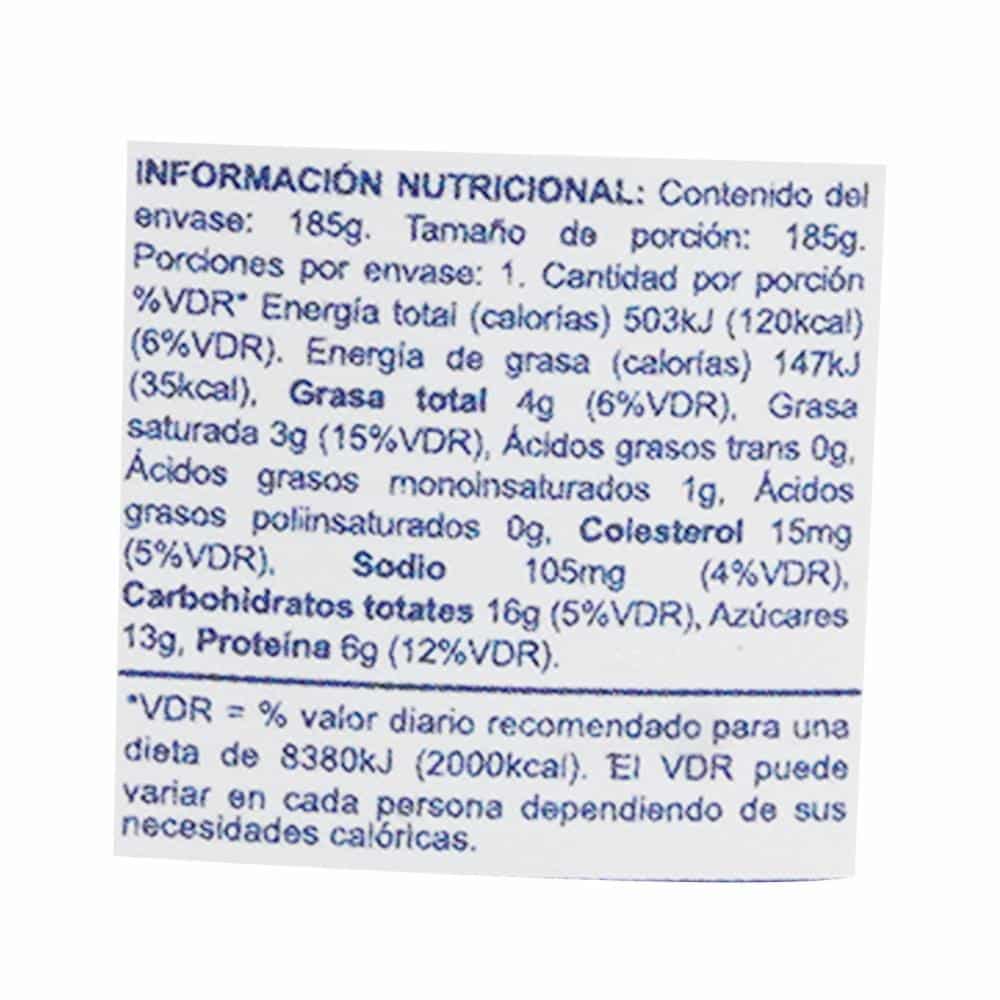 INFORMACIÓN NUTRICIONAL: Contenido del
envase: 185g. Tamaño de porción: 185g.
Porciones por envase: 1. Cantidad por porción
%VDR* Energía total (calorías) 503kJ (120kcal)
(6%VDR). Energía de grasa (calorías) 147kJ
(35kcal), Grasa total 4g (6%VDR), Grasa
saturada 3g (15%VDR), Ácidos grasos trans 0g,
Ácidos grasos monoinsaturados 1g, Ácidos
grasos poliinsaturados 0g, Colesterol 15mg
(5%VDR), Sodio 105mg (4%VDR),
Carbohidratos totates 16g (5%VDR), Azúcares
13g, Proteína 6g (12%VDR).
*VDR = % valor diario recomendado para una
dieta de 8380kJ (2000kcal). El VDR puede
variar en cada persona dependiendo de sus
necesidades calóricas.